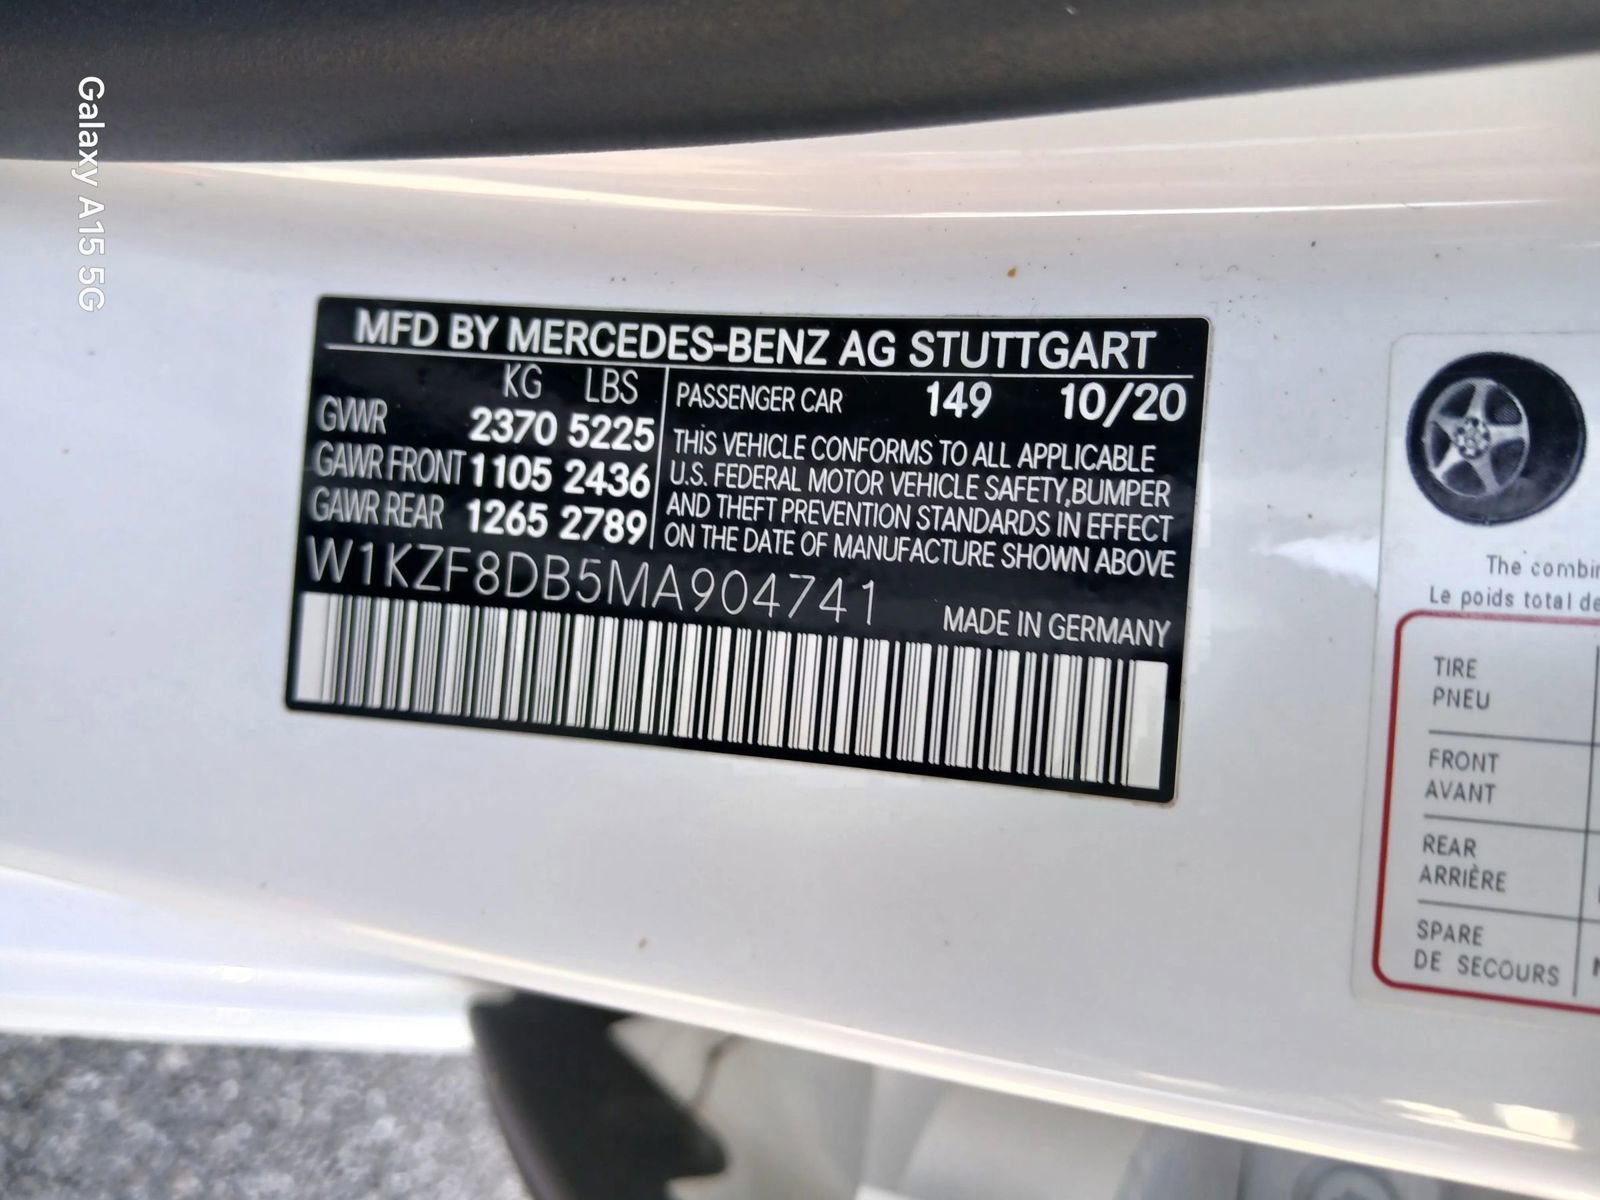 Galaxy A15 5G
MFD BY MERCEDES-BENZ AG STUTTGART
KG LBS
GVWR 2370 5225
GAWR FRONT 1105 2436
GAWR REAR 1265 2789
PASSENGER CAR 149 10/20
THIS VEHICLE CONFORMS TO ALL APPLICABLE
U.S. FEDERAL MOTOR VEHICLE SAFETY,BUMPER
AND THEFT PREVENTION STANDARDS IN EFFECT
ON THE DATE OF MANUFACTURE SHOWN ABOVE
W1KZF8DB5MA904741
MADE IN GERMANY
The combin
Le poids total de
TIRE
PNEU
FRONT
AVANT
REAR
ARRIÈRE
SPARE
DE SECOURS